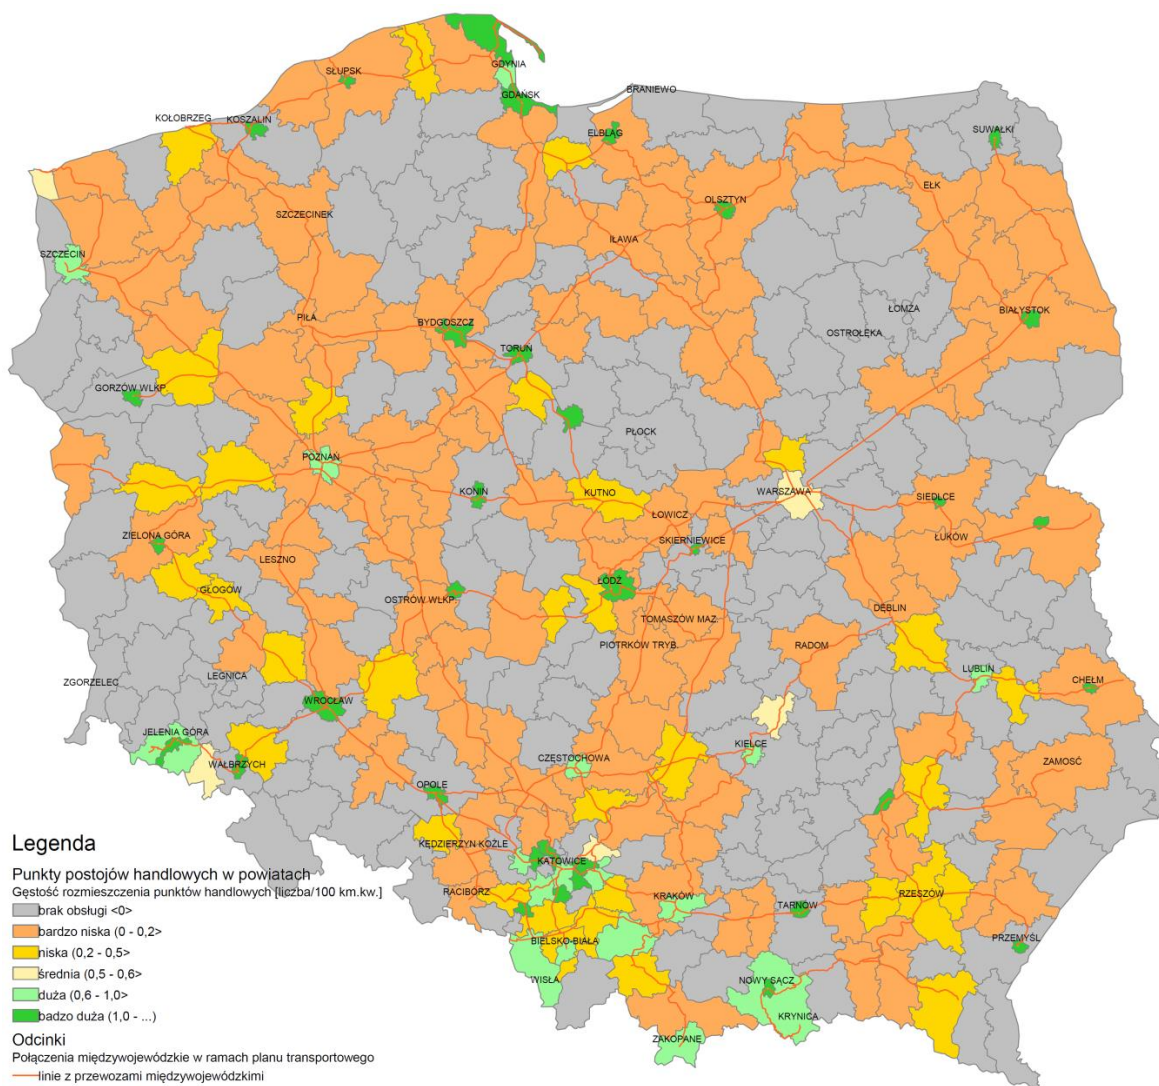 GDYNIA
SŁUPSK
GDAŃSK
BRANIEWO
KOŁOBRZEG
KOSZALIN
ELBLĄG
SUWAŁKI
EŁK
OLSZTYN
SZCZECINEK
IŁAWA
SZCZECIN
PIŁA
BYDGOSZCZ
ŁOMŻA
BIAŁYSTOK
OSTROŁĘKA
TORUŃ
GORZÓW WLKP
PŁOCK
POZNAŃ
KONIN
KUTNO
WARSZAWA
SIEDLCE
ŁOWICZ
ZIELONA GÓRA
SKIERNIEWICE
ŁUKÓW
LESZNO
ŁÓDŹ
GŁOGÓW
OSTRÓW WLKP
DĘBLIN
TOMASZÓW MAZ.
PIOTRKÓW TRYB.
RADOM
LUBLIN
LEGNICA
CHEŁM
ZGORZELEC
WROCŁAW
JELENIA GÓRA
KIELCE
CZĘSTOCHOWA
WAŁBRZYCH
ZAMOŚĆ
OPOLE
KĘDZIERZYN KOŹLE
KATOWICE
RACIBÓRZ
KRAKÓW
RZESZÓW
TARNÓW
BIELSKO-BIAŁA
PRZEMYŚL
WISŁA
NOWY SĄCZ
KRYNICA
ZAKOPANE
Legenda
Punkty postojów handlowych w powiatach
Gęstość rozmieszczenia punktów handlowych [liczba/100 km.kw.]
brak obsługi <0>
bardzo niska (0 - 0,2>
niska (0,2 - 0,5>
średnia (0,5 - 0,6>
duża (0,6 - 1,0>
badzo duża (1,0 - ...)
Odcinki
Połączenia międzywojewódzkie w ramach planu transportowego
linie z przewozami międzywojewódzkimi